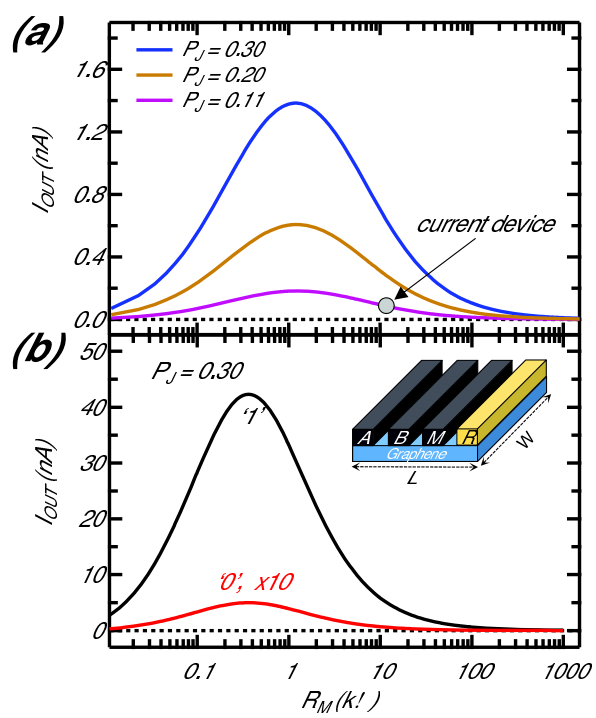 (a)
P_J = 0.30
P_J = 0.20
P_J = 0.11
1.6
1.2
0.8
0.4
0.0
I_OUT (nA)
current device
(b)
P_J = 0.30
50
40
30
20
10
0
I_OUT (nA)
'1'
'0', x10
A B M R
Graphene
L
W
0.1 1 10 100 1000
R_M (k! )